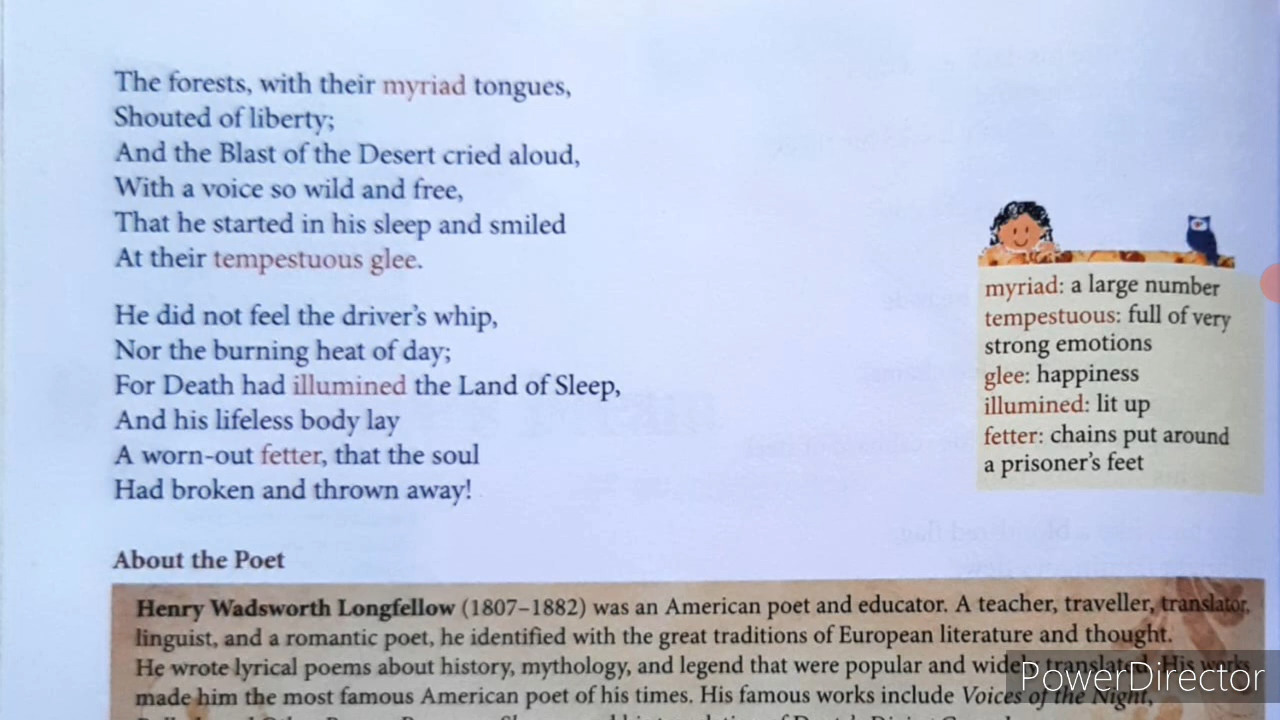 The forests, with their myriad tongues,
Shouted of liberty;
And the Blast of the Desert cried aloud,
With a voice so wild and free,
That he started in his sleep and smiled
At their tempestuous glee.
He did not feel the driver's whip,
Nor the burning heat of day;
For Death had illumined the Land of Sleep,
And his lifeless body lay
A worn-out fetter, that the soul
Had broken and thrown away!
myriad: a large number
tempestuous: full of very
strong emotions
glee: happiness
illumined: lit up
fetter: chains put around
a prisoner's feet
About the Poet
Henry Wadsworth Longfellow (1807–1882) was an American poet and educator. A teacher, traveller, translator,
linguist, and a romantic poet, he identified with the great traditions of European literature and thought.
He wrote lyrical poems about history, mythology, and legend that were popular and widely translated. His works
made him the most famous American poet of his times. His famous works include Voices of the Night,
PowerDirector